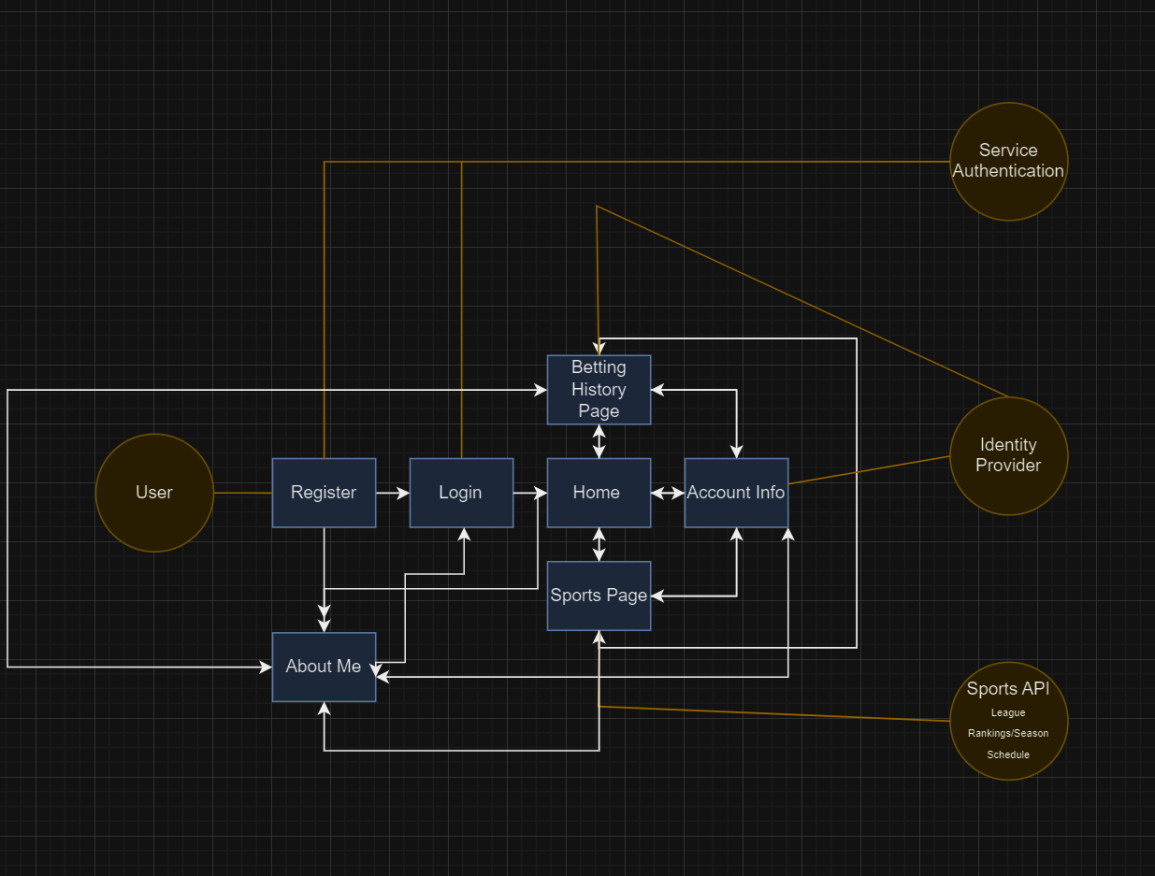 Service
Authentication
Betting
History
Page
Identity
Provider
User
Register
Login
Home
Account Info
Sports Page
About Me
Sports API
League
Rankings/Season
Schedule